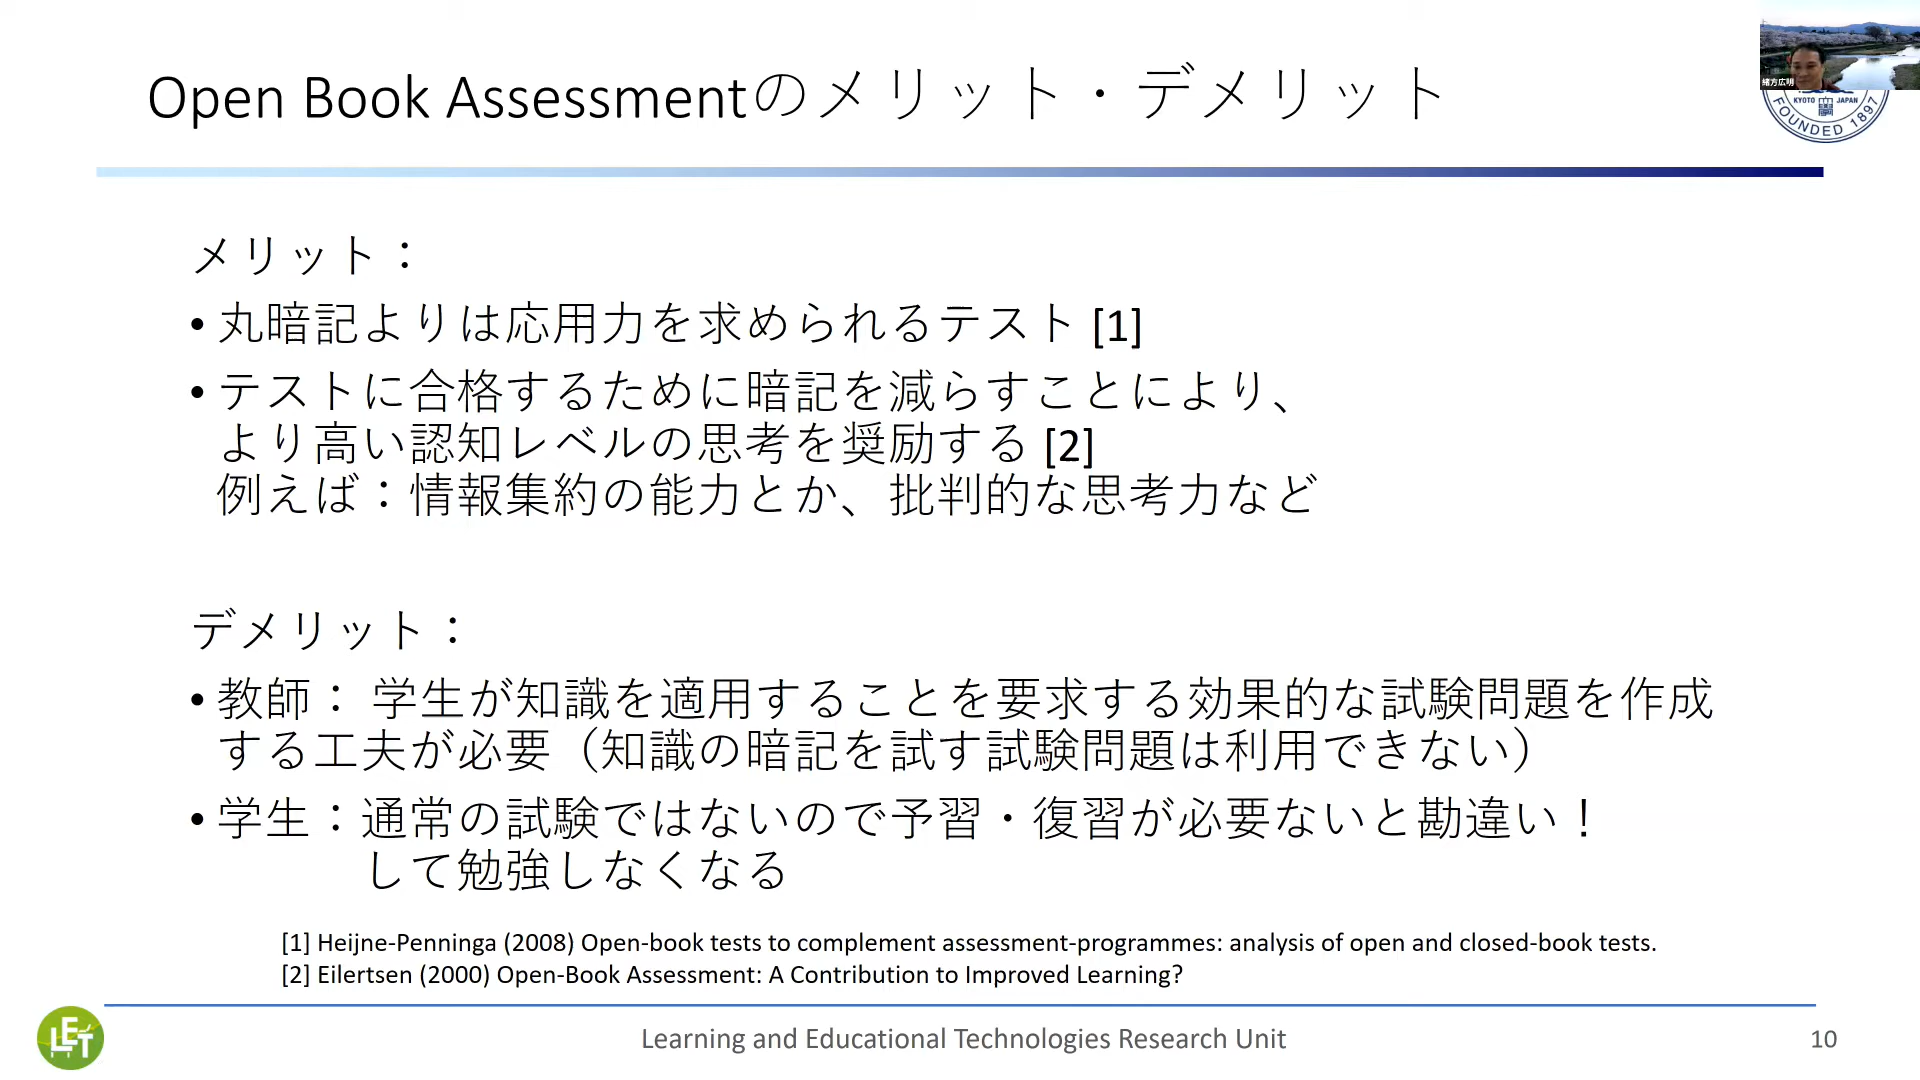 Open Book Assessmentのメリット・デメリット
緒方広明
KYOTO JAPAN
FOUNDED 1897
メリット：
• 丸暗記よりは応用力を求められるテスト [1]
• テストに合格するために暗記を減らすことにより、
より高い認知レベルの思考を奨励する [2]
例えば：情報集約の能力とか、批判的な思考力など
デメリット：
• 教師： 学生が知識を適用することを要求する効果的な試験問題を作成
する工夫が必要（知識の暗記を試す試験問題は利用できない）
• 学生：通常の試験ではないので予習・復習が必要ないと勘違い！
して勉強しなくなる
[1] Heijne-Penninga (2008) Open-book tests to complement assessment-programmes: analysis of open and closed-book tests.
[2] Eilertsen (2000) Open-Book Assessment: A Contribution to Improved Learning?
LET
Learning and Educational Technologies Research Unit
10